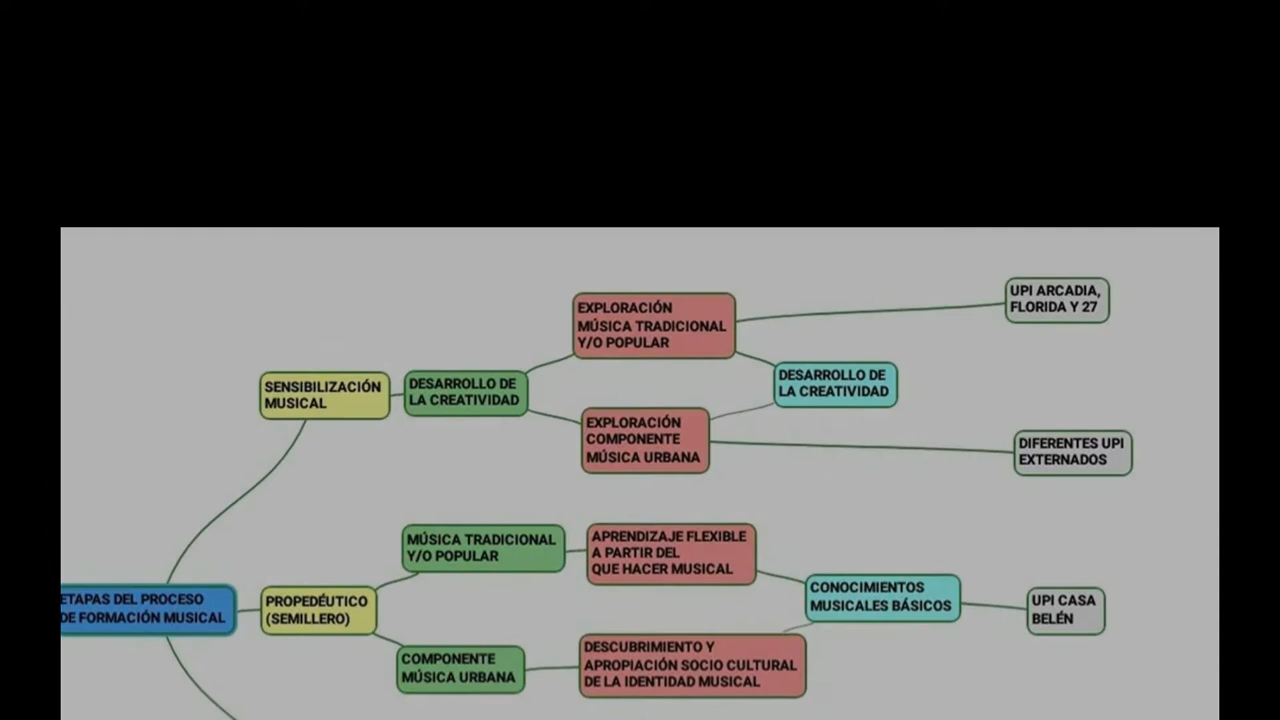 UPI ARCADIA,
FLORIDA Y 27
EXPLORACIÓN
MÚSICA TRADICIONAL
Y/O POPULAR
DESARROLLO DE
LA CREATIVIDAD
SENSIBILIZACIÓN
MUSICAL
DESARROLLO DE
LA CREATIVIDAD
EXPLORACIÓN
COMPONENTE
MÚSICA URBANA
DIFERENTES UPI
EXTERNADOS
MÚSICA TRADICIONAL
Y/O POPULAR
APRENDIZAJE FLEXIBLE
A PARTIR DEL
QUE HACER MUSICAL
CONOCIMIENTOS
MUSICALES BÁSICOS
UPI CASA
BELÉN
ETAPAS DEL PROCESO
DE FORMACIÓN MUSICAL
PROPEDÉUTICO
(SEMILLERO)
COMPONENTE
MÚSICA URBANA
DESCUBRIMIENTO Y
APROPIACIÓN SOCIO CULTURAL
DE LA IDENTIDAD MUSICAL